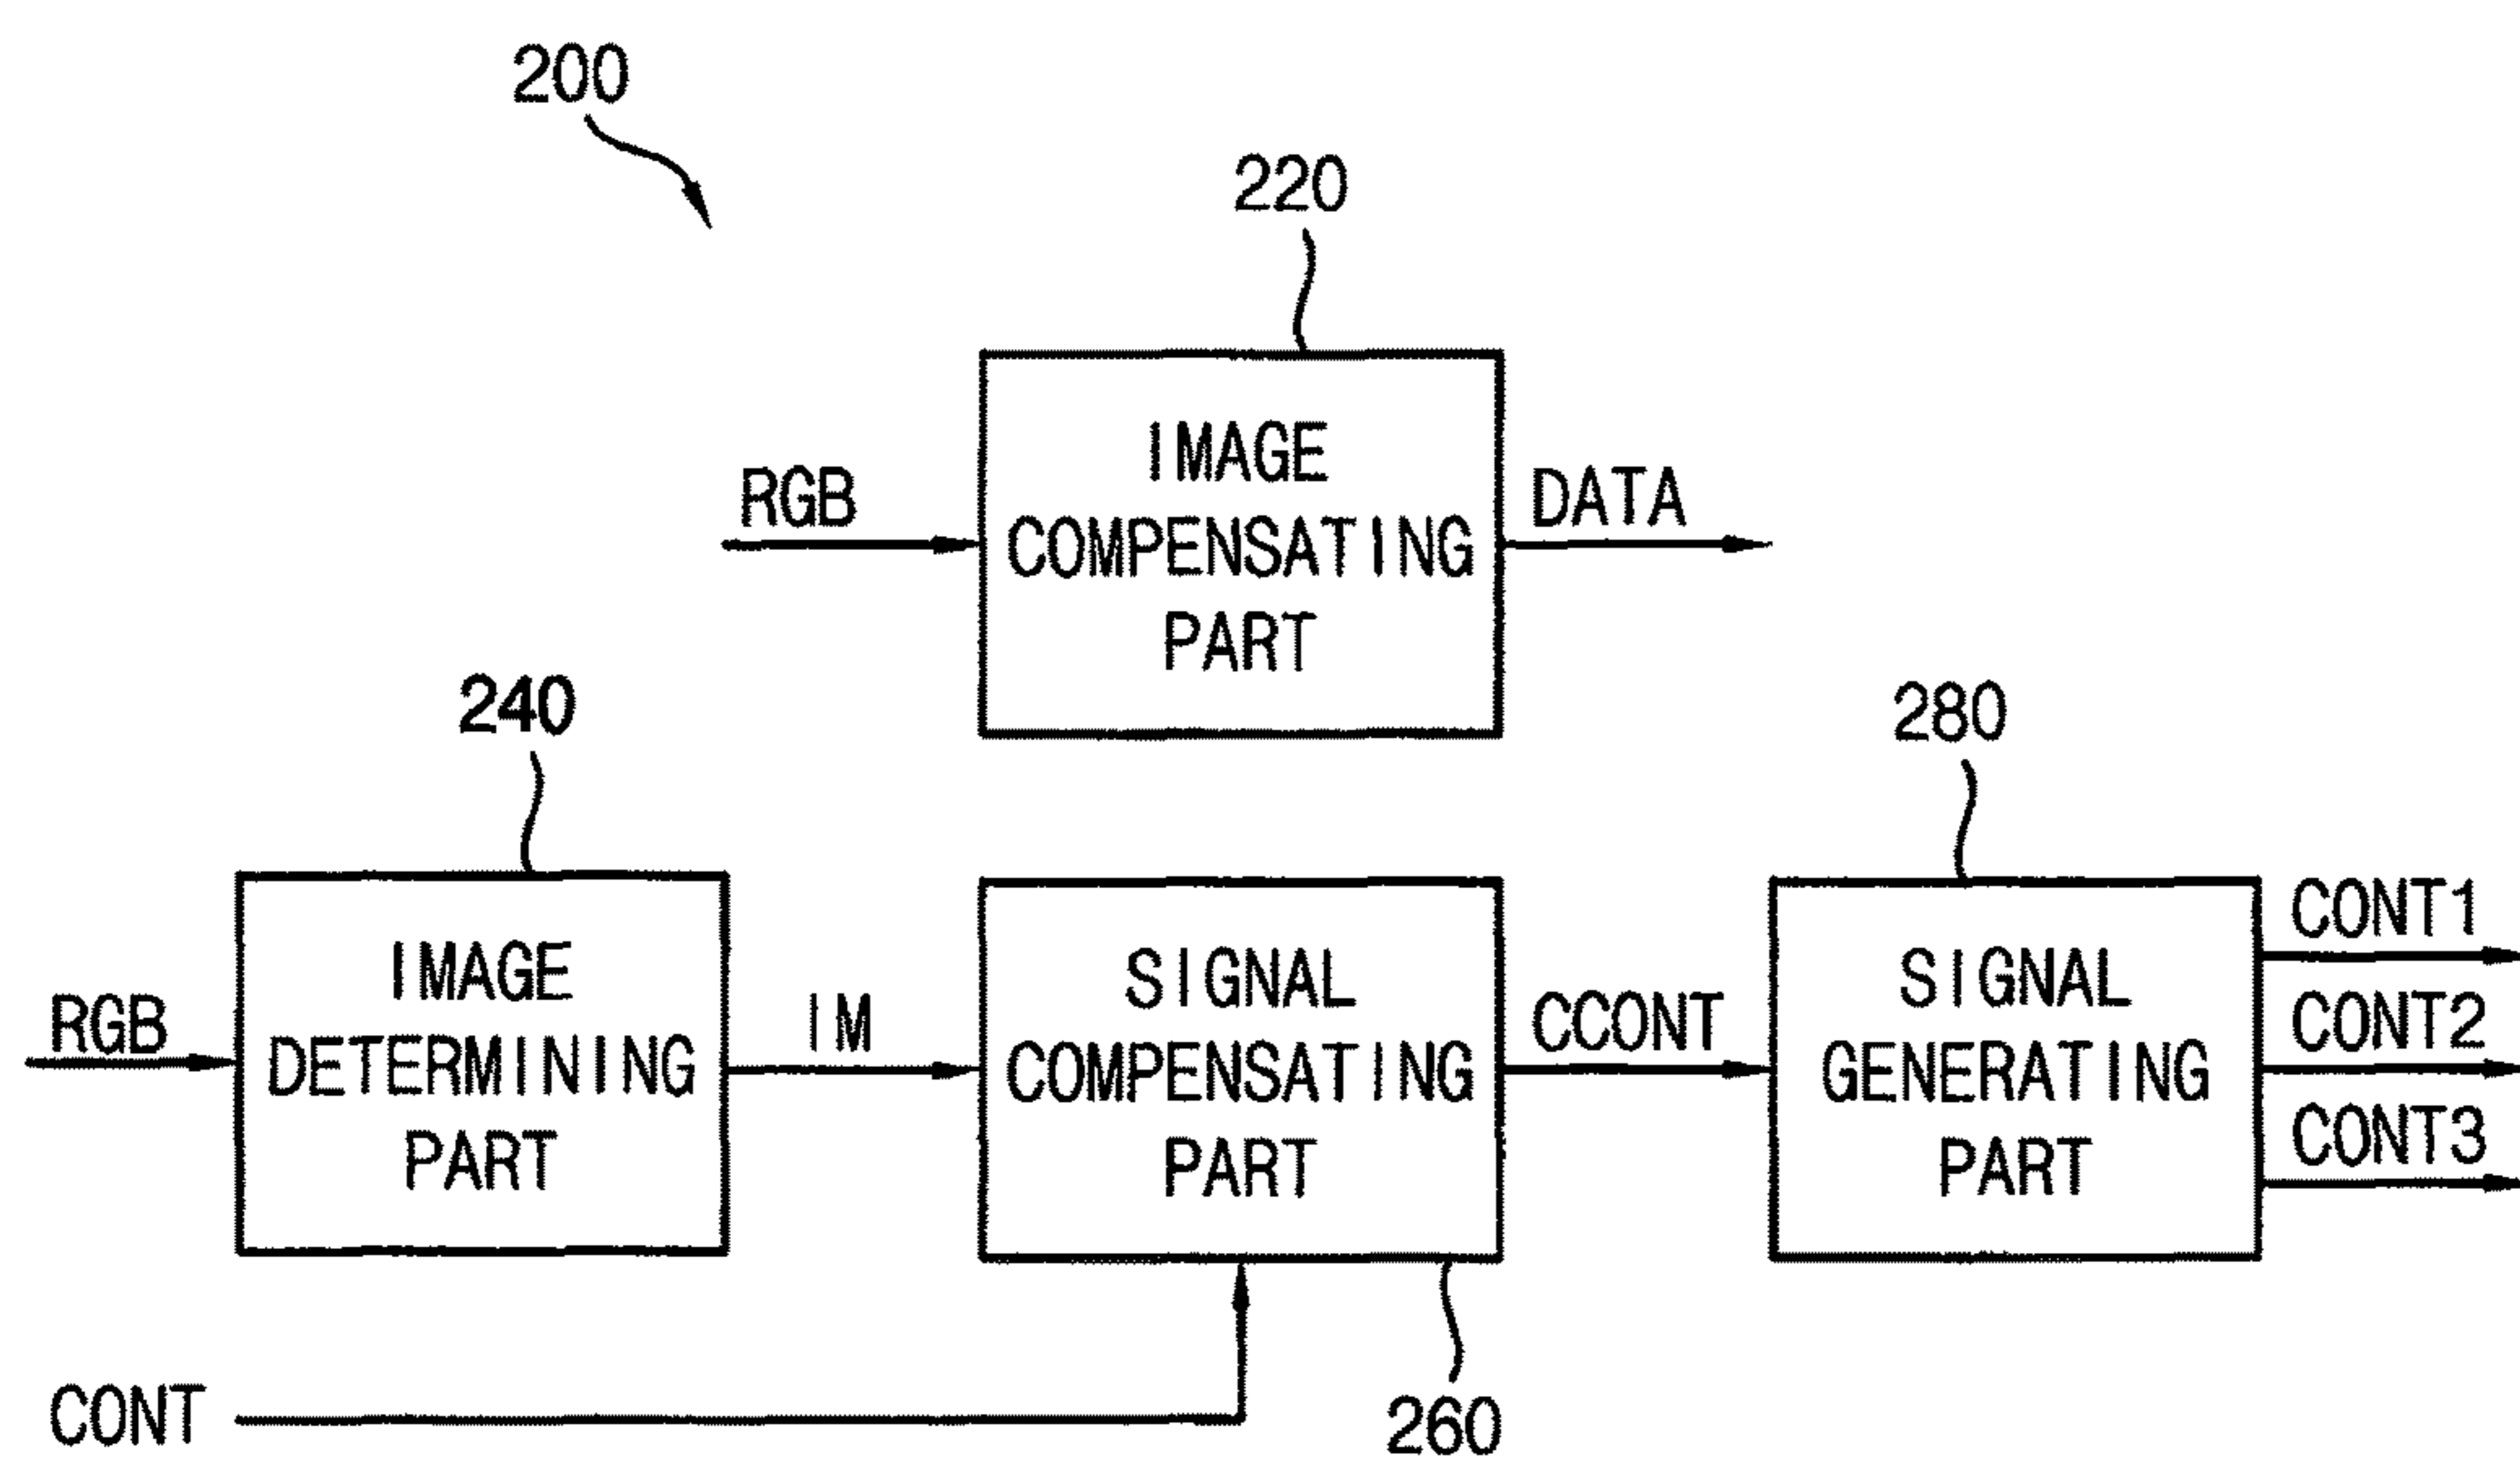 200
220
RGB
IMAGE
COMPENSATING
PART
DATA
240
280
RGB
IMAGE
DETERMINING
PART
IM
SIGNAL
COMPENSATING
PART
CCONT
SIGNAL
GENERATING
PART
CONT1
CONT2
CONT3
CONT
260